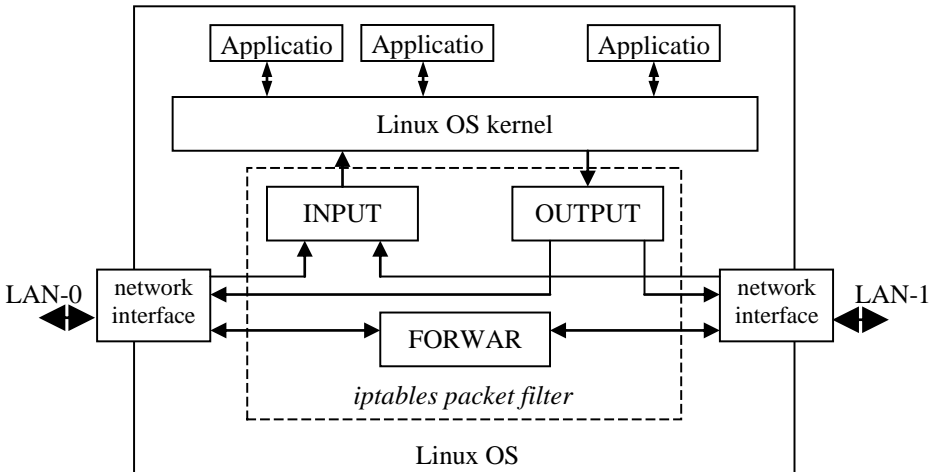 Applicatio
Applicatio
Applicatio
Linux OS kernel
INPUT
OUTPUT
LAN-0
network
interface
network
interface
LAN-1
FORWAR
iptables packet filter
Linux OS